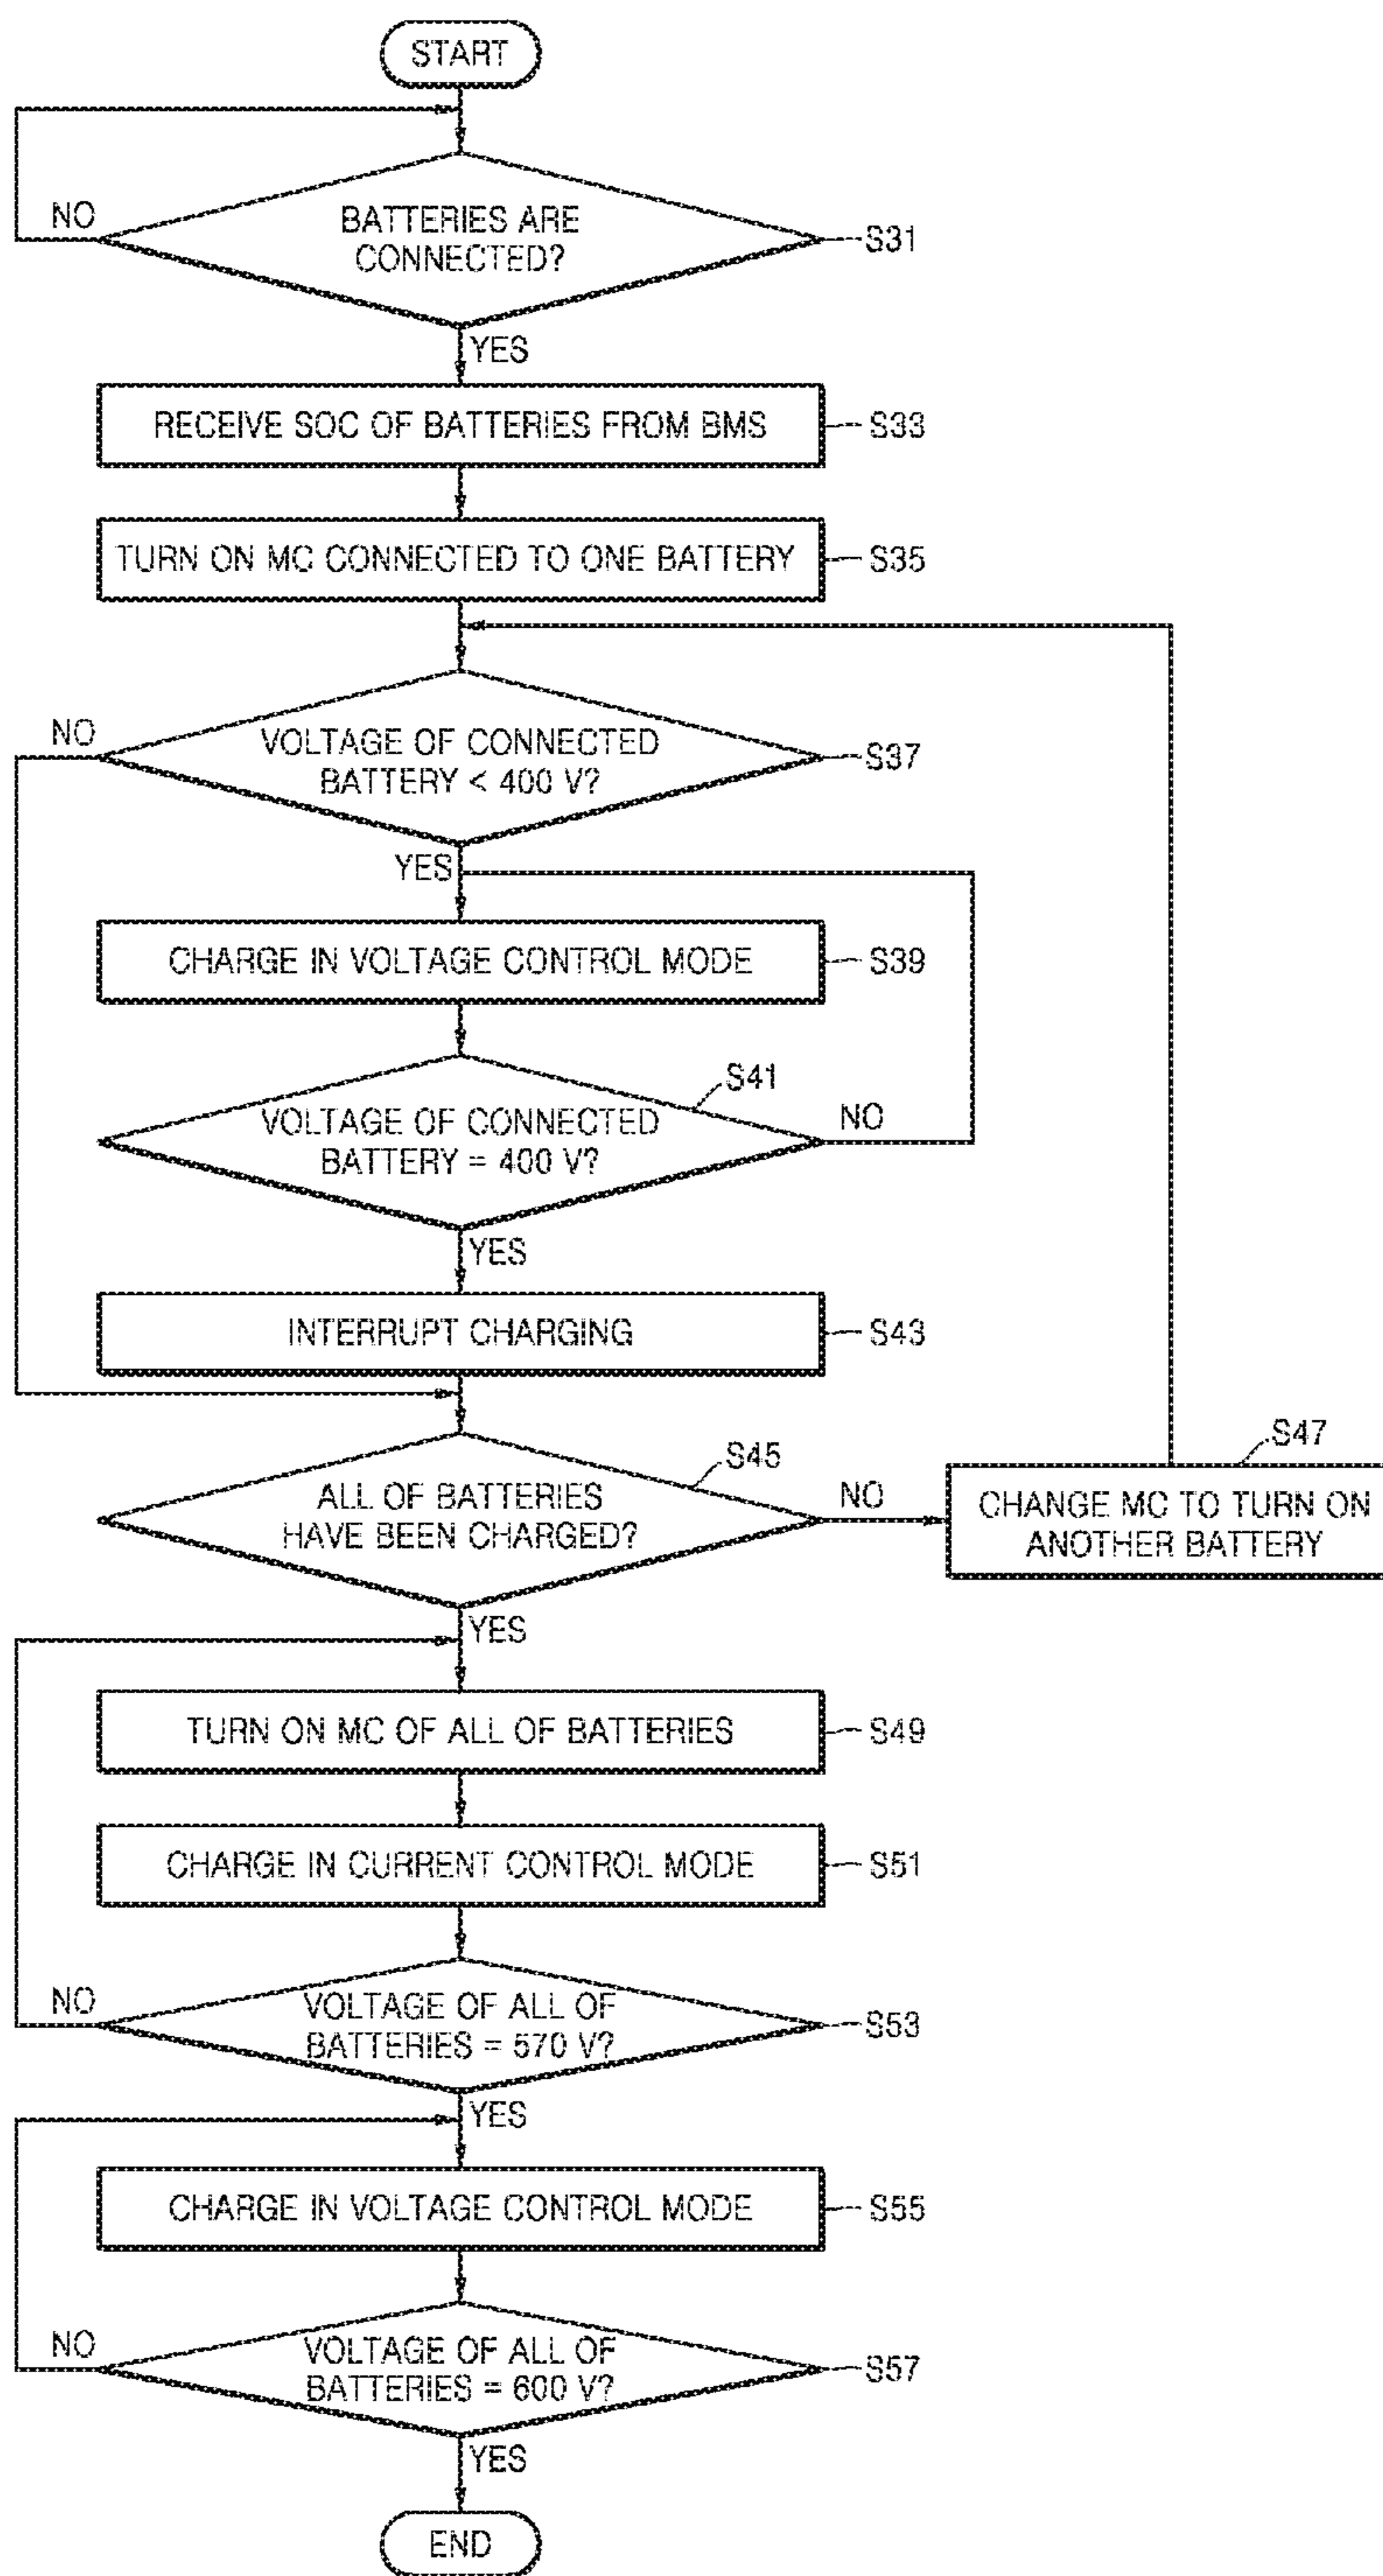 START
NO
BATTERIES ARE
CONNECTED?
S31
YES
RECEIVE SOC OF BATTERIES FROM BMS
S33
TURN ON MC CONNECTED TO ONE BATTERY
S35
NO
VOLTAGE OF CONNECTED
BATTERY < 400 V?
S37
YES
CHARGE IN VOLTAGE CONTROL MODE
S39
S41
VOLTAGE OF CONNECTED
BATTERY = 400 V?
NO
YES
INTERRUPT CHARGING
S43
S45
ALL OF BATTERIES
HAVE BEEN CHARGED?
NO
S47
CHANGE MC TO TURN ON
ANOTHER BATTERY
YES
TURN ON MC OF ALL OF BATTERIES
S49
CHARGE IN CURRENT CONTROL MODE
S51
NO
VOLTAGE OF ALL OF
BATTERIES = 570 V?
S53
YES
CHARGE IN VOLTAGE CONTROL MODE
S55
NO
VOLTAGE OF ALL OF
BATTERIES = 600 V?
S57
YES
END